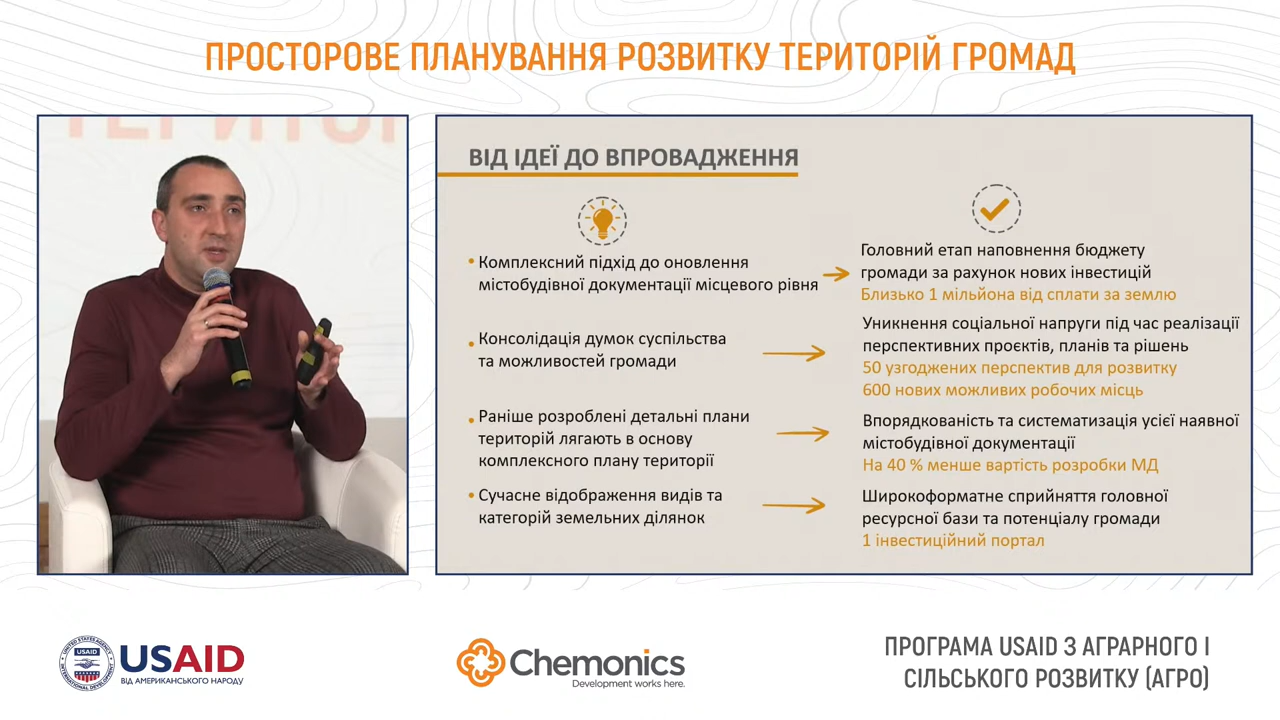 ПРОСТОРОВЕ ПЛАНУВАННЯ РОЗВИТКУ ТЕРИТОРІЙ ГРОМАД
ВІД ІДЕЇ ДО ВПРОВАДЖЕННЯ
• Комплексний підхід до оновлення
містобудівної документації місцевого рівня
Головний етап наповнення бюджету
громади за рахунок нових інвестицій
Близько 1 мільйона від сплати за землю
• Консолідація думок суспільства
та можливостей громади
Уникнення соціальної напруги під час реалізації
перспективних проєктів, планів та рішень
50 узгоджених перспектив для розвитку
600 нових можливих робочих місць
• Раніше розроблені детальні плани
територій лягають в основу
комплексного плану території
Впорядкованість та систематизація усієї наявної
містобудівної документації
На 40 % менше вартість розробки МД
• Сучасне відображення видів та
категорій земельних ділянок
Широкоформатне сприйняття головної
ресурсної бази та потенціалу громади
1 інвестиційний портал
USAID
ВІД АМЕРИКАНСЬКОГО НАРОДУ
Chemonics
Development works here.
ПРОГРАМА USAID З АГРАРНОГО І
СІЛЬСЬКОГО РОЗВИТКУ (АГРО)